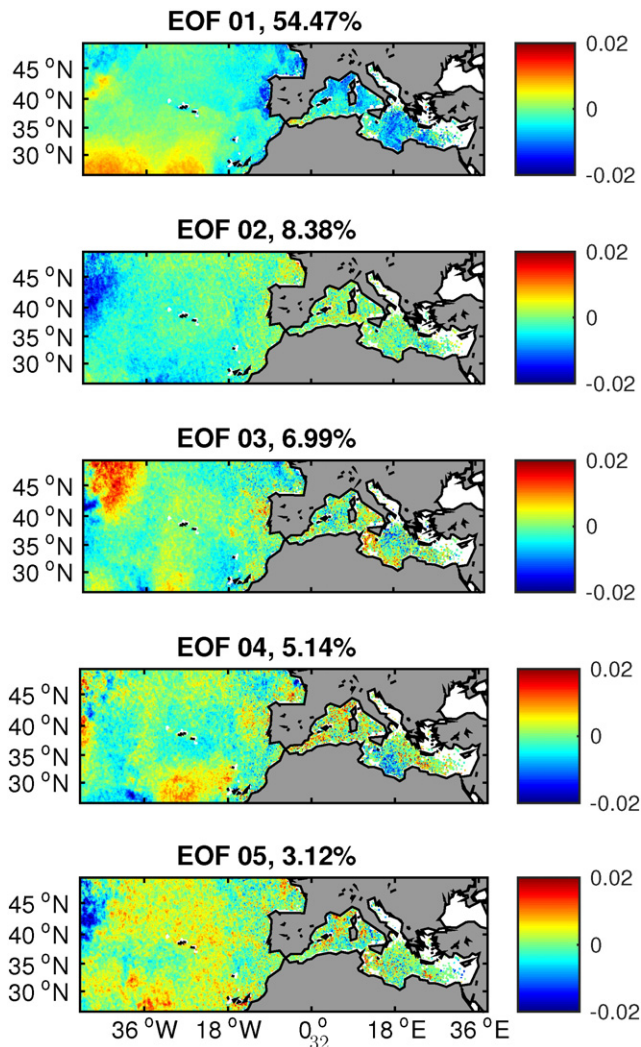 EOF 01, 54.47%
45 °N
40 °N
35 °N
30 °N
0.02
0
-0.02
EOF 02, 8.38%
45 °N
40 °N
35 °N
30 °N
0.02
0
-0.02
EOF 03, 6.99%
45 °N
40 °N
35 °N
30 °N
0.02
0
-0.02
EOF 04, 5.14%
45 °N
40 °N
35 °N
30 °N
0.02
0
-0.02
EOF 05, 3.12%
45 °N
40 °N
35 °N
30 °N
0.02
0
-0.02
36 °W 18 °W 0 ° 18 °E 36 °E
32